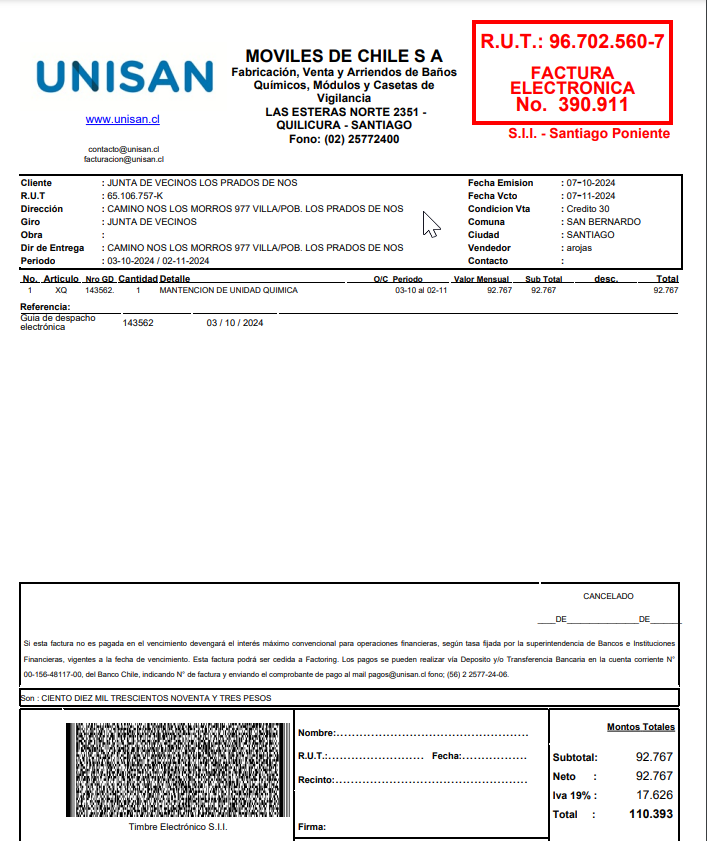 UNISAN
www.unisan.cl
contacto@unisan.cl
facturacion@unisan.cl
MOVILES DE CHILE S A
Fabricación, Venta y Arriendos de Baños
Químicos, Módulos y Casetas de
Vigilancia
LAS ESTERAS NORTE 2351 -
QUILICURA - SANTIAGO
Fono: (02) 25772400
R.U.T.: 96.702.560-7
FACTURA
ELECTRONICA
No. 390.911
S.I.I. - Santiago Poniente
Cliente : JUNTA DE VECINOS LOS PRADOS DE NOS
R.U.T : 65.106.757-K
Dirección : CAMINO NOS LOS MORROS 977 VILLA/POB. LOS PRADOS DE NOS
Giro : JUNTA DE VECINOS
Obra :
Dir de Entrega : CAMINO NOS LOS MORROS 977 VILLA/POB. LOS PRADOS DE NOS
Periodo : 03-10-2024 / 02-11-2024
Fecha Emision : 07-10-2024
Fecha Vcto : 07-11-2024
Condicion Vta : Credito 30
Comuna : SAN BERNARDO
Ciudad : SANTIAGO
Vendedor : arojas
Contacto :
No. Articulo Nro GD Cantidad Detalle O/C Periodo Valor Mensual Sub Total desc. Total
1 XQ 143562. 1 MANTENCION DE UNIDAD QUIMICA 03-10 al 02-11 92.767 92.767 92.767
Referencia:
Guia de despacho
electrónica 143562 03 / 10 / 2024
CANCELADO
____DE________________DE______
Si esta factura no es pagada en el vencimiento devengará el interés máximo convencional para operaciones financieras, según tasa fijada por la superintendencia de Bancos e Instituciones
Financieras, vigentes a la fecha de vencimiento. Esta factura podrá ser cedida a Factoring. Los pagos se pueden realizar vía Deposito y/o Transferencia Bancaria en la cuenta corriente N°
00-156-48117-00, del Banco Chile, indicando N° de factura y enviando el comprobante de pago al mail pagos@unisan.cl fono; (56) 2 2577-24-06.
Son : CIENTO DIEZ MIL TRESCIENTOS NOVENTA Y TRES PESOS
Timbre Electrónico S.I.I.
Nombre:................................................
R.U.T.:........................ Fecha:................
Recinto:................................................
Firma:
Montos Totales
Subtotal: 92.767
Neto : 92.767
Iva 19% : 17.626
Total : 110.393